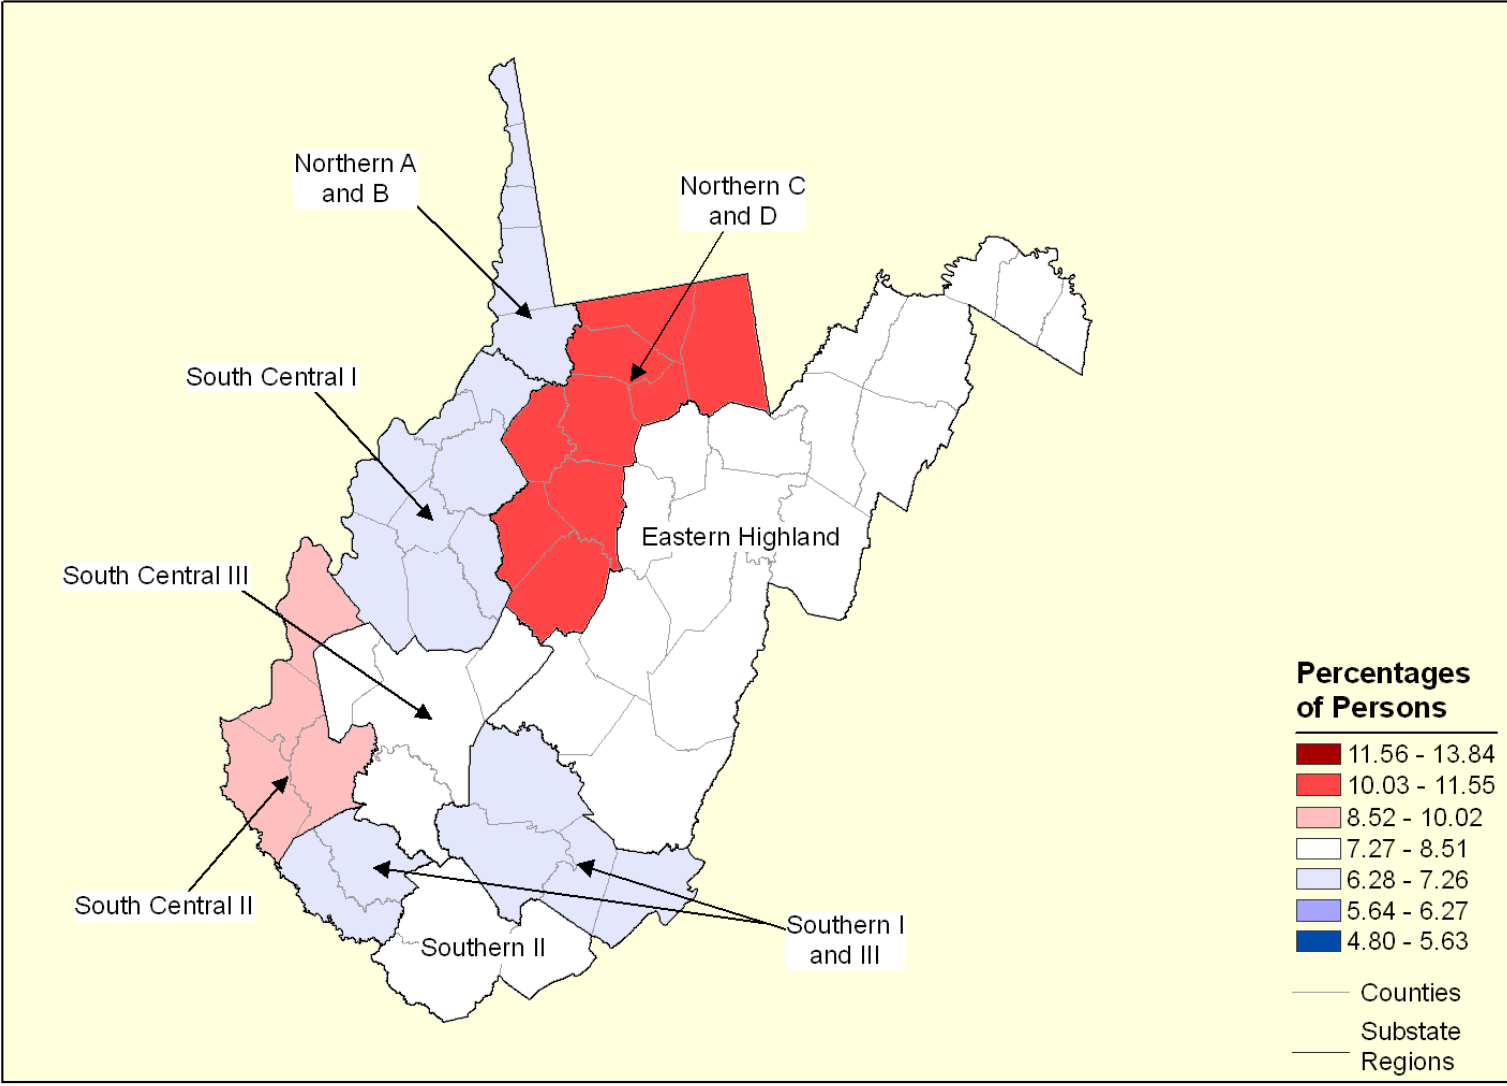 Northern A
and B
Northern C
and D
South Central I
Eastern Highland
South Central III
South Central II
Southern I
and III
Southern II
Percentages
of Persons
11.56 - 13.84
10.03 - 11.55
8.52 - 10.02
7.27 - 8.51
6.28 - 7.26
5.64 - 6.27
4.80 - 5.63
Counties
Substate
Regions